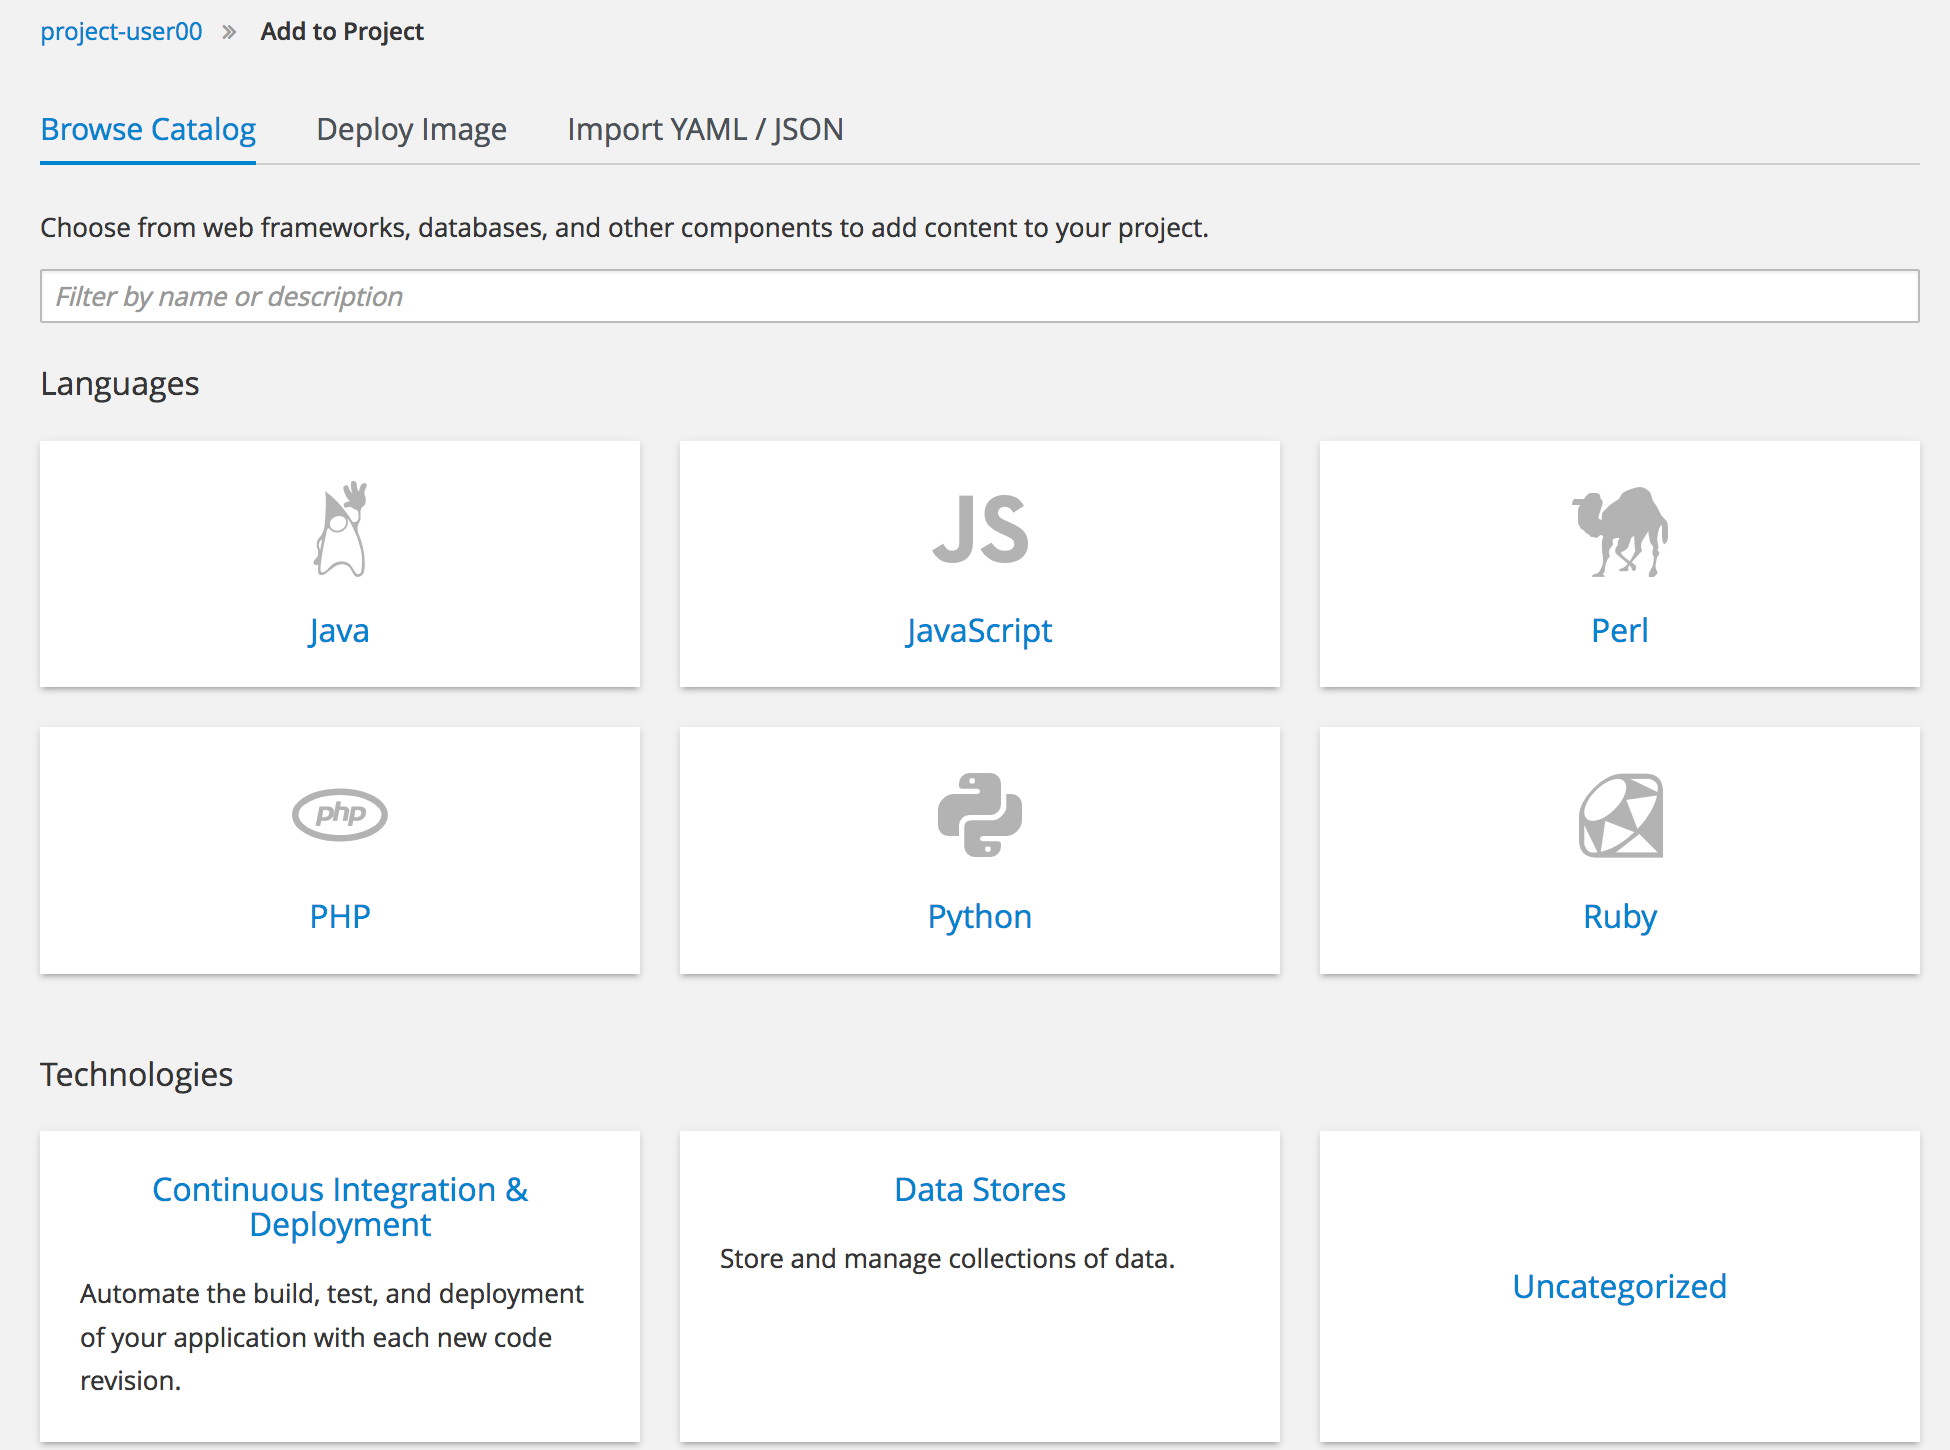 project-user00 » Add to Project
Browse Catalog Deploy Image Import YAML / JSON
Choose from web frameworks, databases, and other components to add content to your project.
Filter by name or description
Languages
JS
Java JavaScript Perl
php
PHP Python Ruby
Technologies
Continuous Integration &
Deployment
Automate the build, test, and deployment
of your application with each new code
revision.
Data Stores
Store and manage collections of data.
Uncategorized